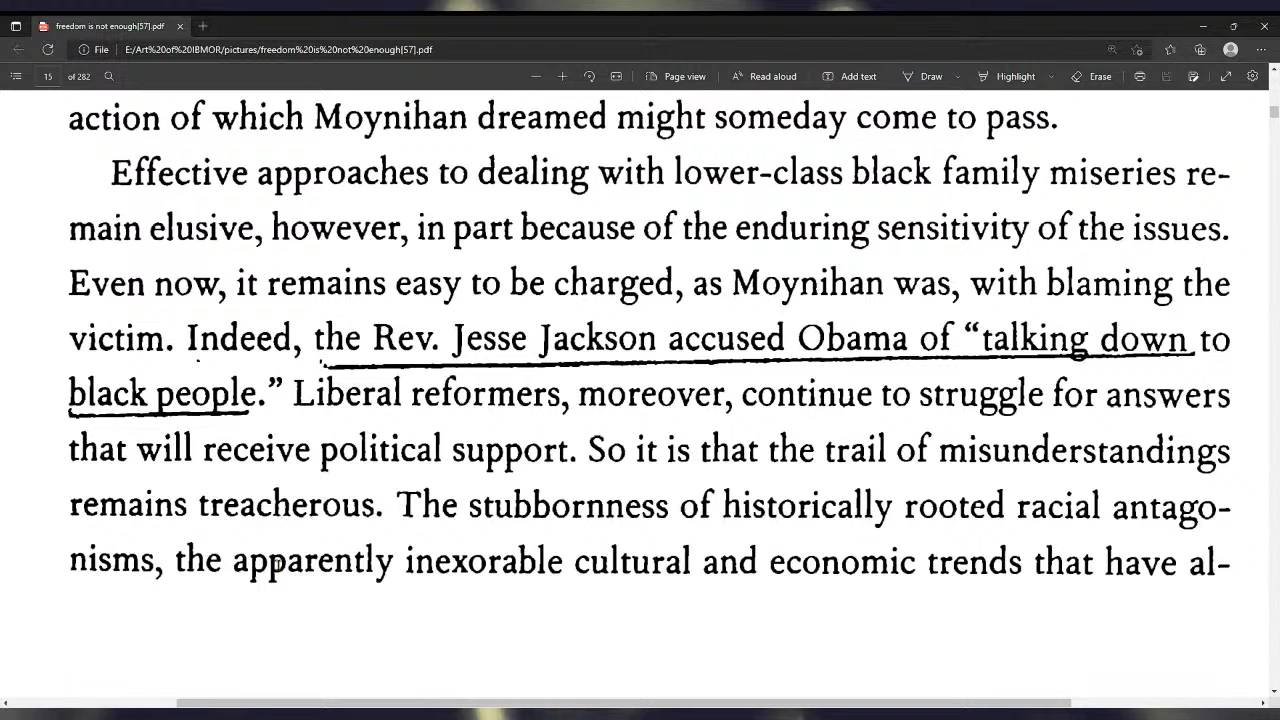 freedom is not enough[57].pdf
File E:/Art%20of%20IBMOR/pictures/freedom%20is%20not%20enough[57].pdf
15 of 282 Page view Read aloud Add text Draw Highlight Erase
action of which Moynihan dreamed might someday come to pass.
Effective approaches to dealing with lower-class black family miseries re-
main elusive, however, in part because of the enduring sensitivity of the issues.
Even now, it remains easy to be charged, as Moynihan was, with blaming the
victim. Indeed, the Rev. Jesse Jackson accused Obama of “talking down to
black people.” Liberal reformers, moreover, continue to struggle for answers
that will receive political support. So it is that the trail of misunderstandings
remains treacherous. The stubbornness of historically rooted racial antago-
nisms, the apparently inexorable cultural and economic trends that have al-